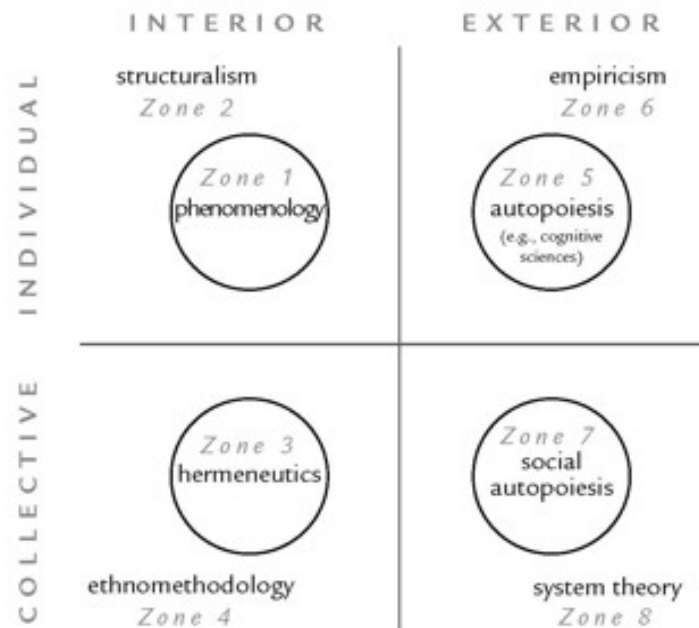 INTERIOR
EXTERIOR
INDIVIDUAL
structuralism
Zone 2
Zone 1
phenomenology
empiricism
Zone 6
Zone 5
autopoiesis
(e.g., cognitive
sciences)
COLLECTIVE
Zone 3
hermeneutics
ethnomethodology
Zone 4
Zone 7
social
autopoiesis
system theory
Zone 8